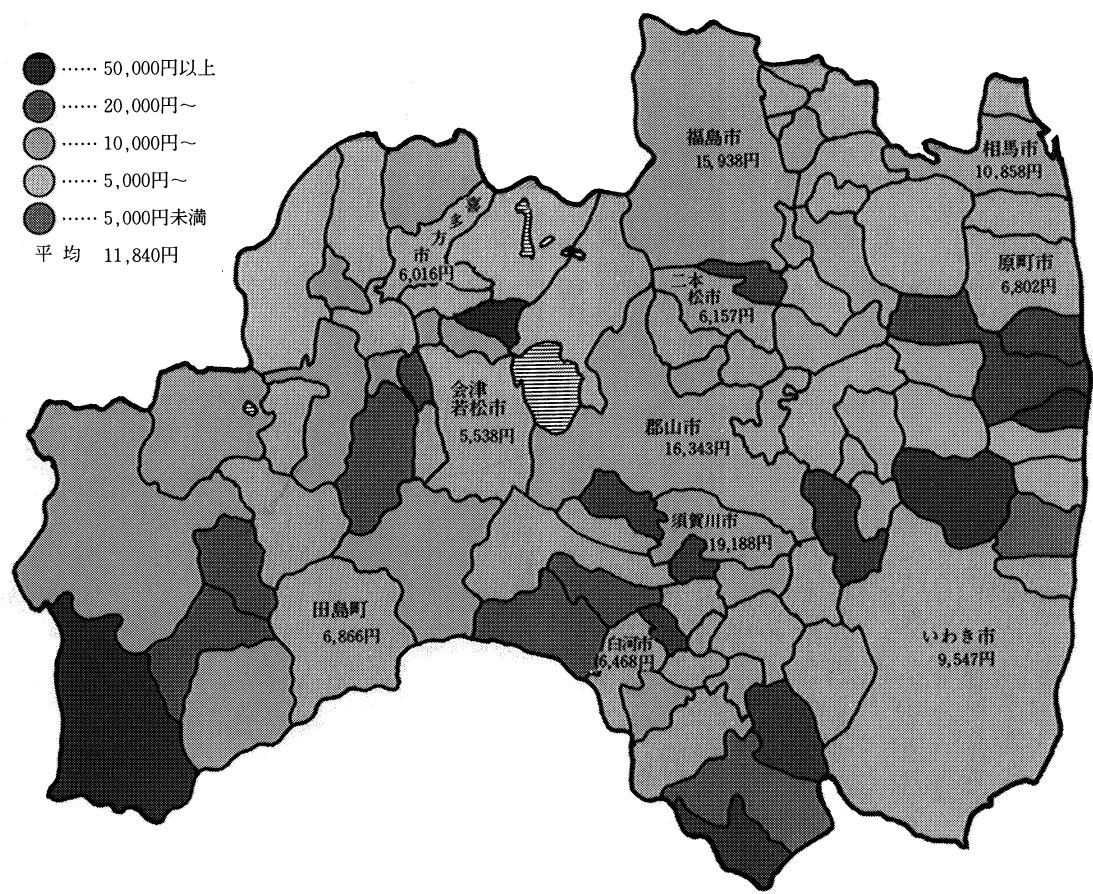 ……50,000円以上
……20,000円～
……10,000円～
……5,000円～
……5,000円未満
平均 11,840円
福島市
15,938円
相馬市
10,858円
喜多方市
6,016円
原町市
6,802円
二本松市
6,157円
会津
若松市
5,538円
郡山市
16,343円
須賀川市
19,188円
田島町
6,866円
白河市
6,468円
いわき市
9,547円